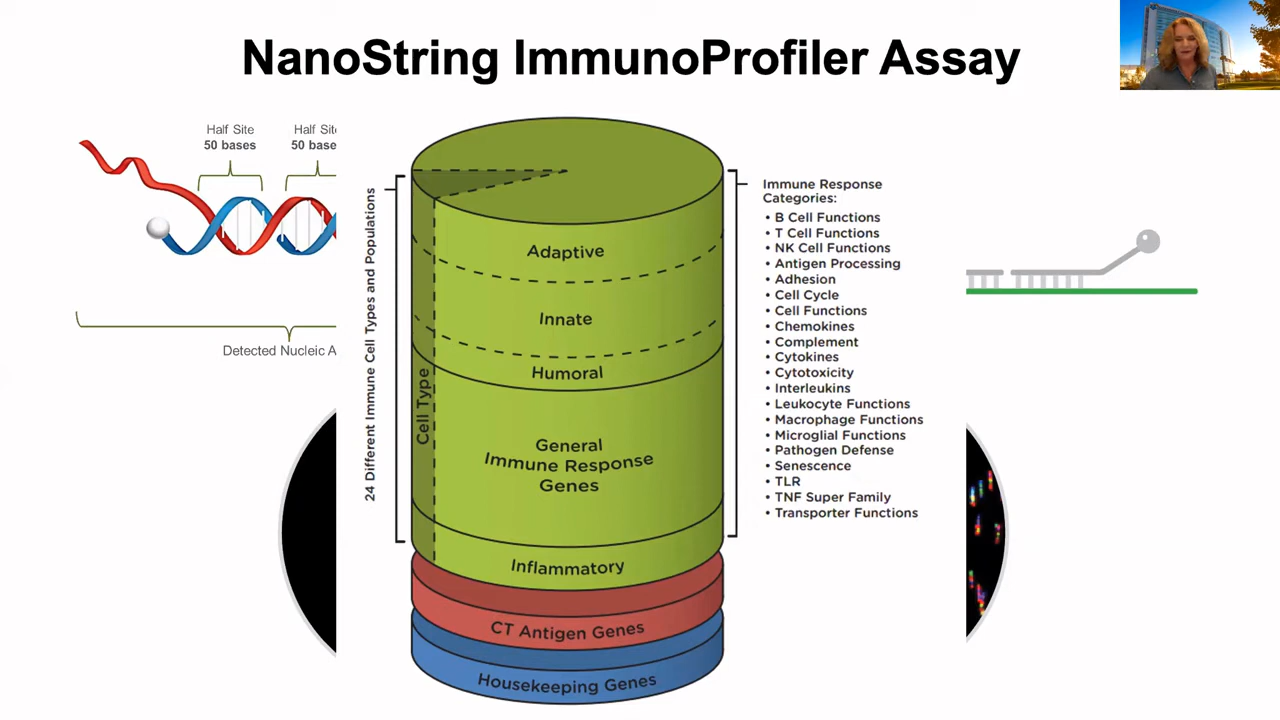 NanoString ImmunoProfiler Assay
Half Site
50 bases
Half Site
50 base
Detected Nucleic A
24 Different Immune Cell Types and Populations
Cell Type
Adaptive
Innate
Humoral
General
Immune Response
Genes
Inflammatory
CT Antigen Genes
Housekeeping Genes
Immune Response
Categories:
• B Cell Functions
• T Cell Functions
• NK Cell Functions
• Antigen Processing
• Adhesion
• Cell Cycle
• Cell Functions
• Chemokines
• Complement
• Cytokines
• Cytotoxicity
• Interleukins
• Leukocyte Functions
• Macrophage Functions
• Microglial Functions
• Pathogen Defense
• Senescence
• TLR
• TNF Super Family
• Transporter Functions